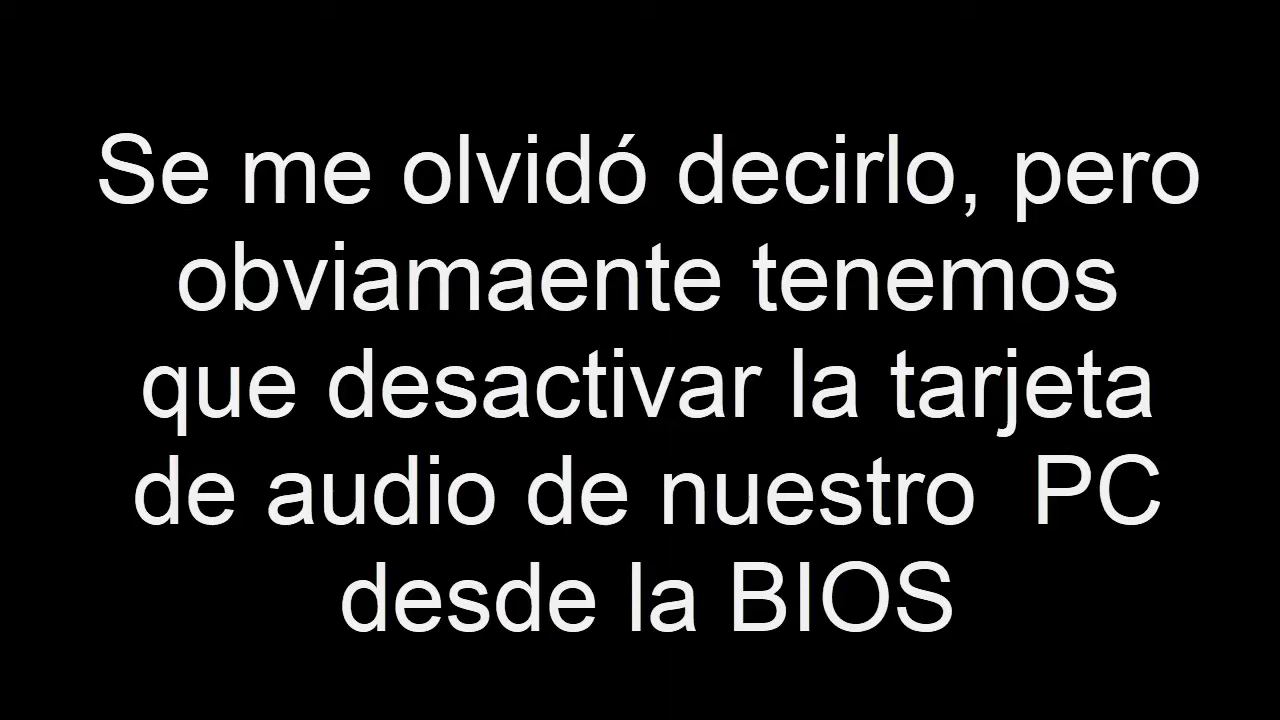 Se me olvidó decirlo, pero
obviamaente tenemos
que desactivar la tarjeta
de audio de nuestro  PC
desde la BIOS